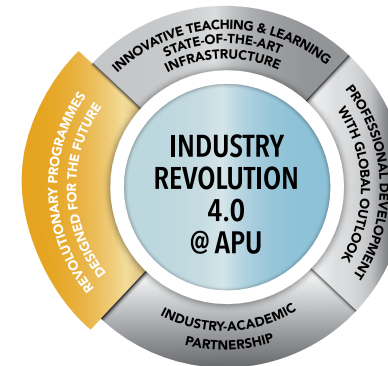 INNOVATIVE TEACHING & LEARNING
STATE-OF-THE-ART
INFRASTRUCTURE
PROFESSIONAL DEVELOPMENT
WITH GLOBAL OUTLOOK
INDUSTRY
REVOLUTION
4.0
@ APU
REVOLUTIONARY PROGRAMMES
DESIGNED FOR THE FUTURE
INDUSTRY-ACADEMIC
PARTNERSHIP